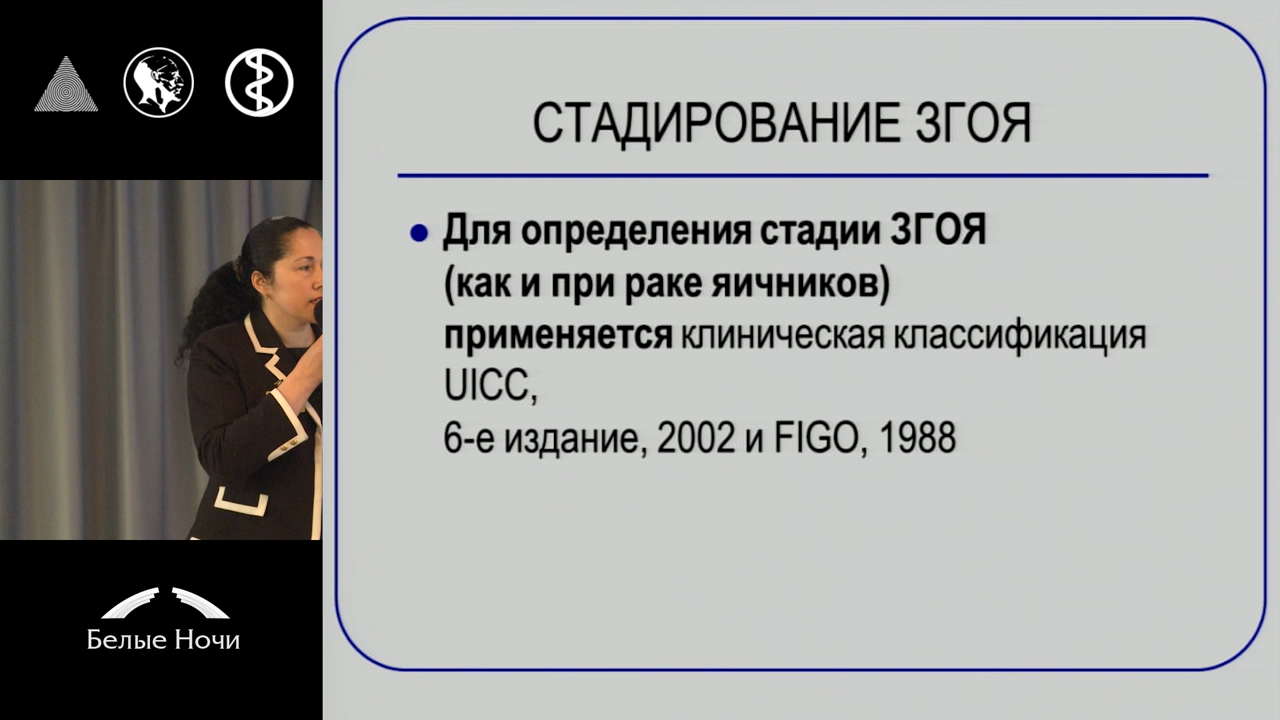 СТАДИРОВАНИЕ ЗГОЯ
Для определения стадии ЗГОЯ
(как и при раке яичников)
применяется клиническая классификация
UICC,
6-е издание, 2002 и FIGO, 1988
Белые Ночи